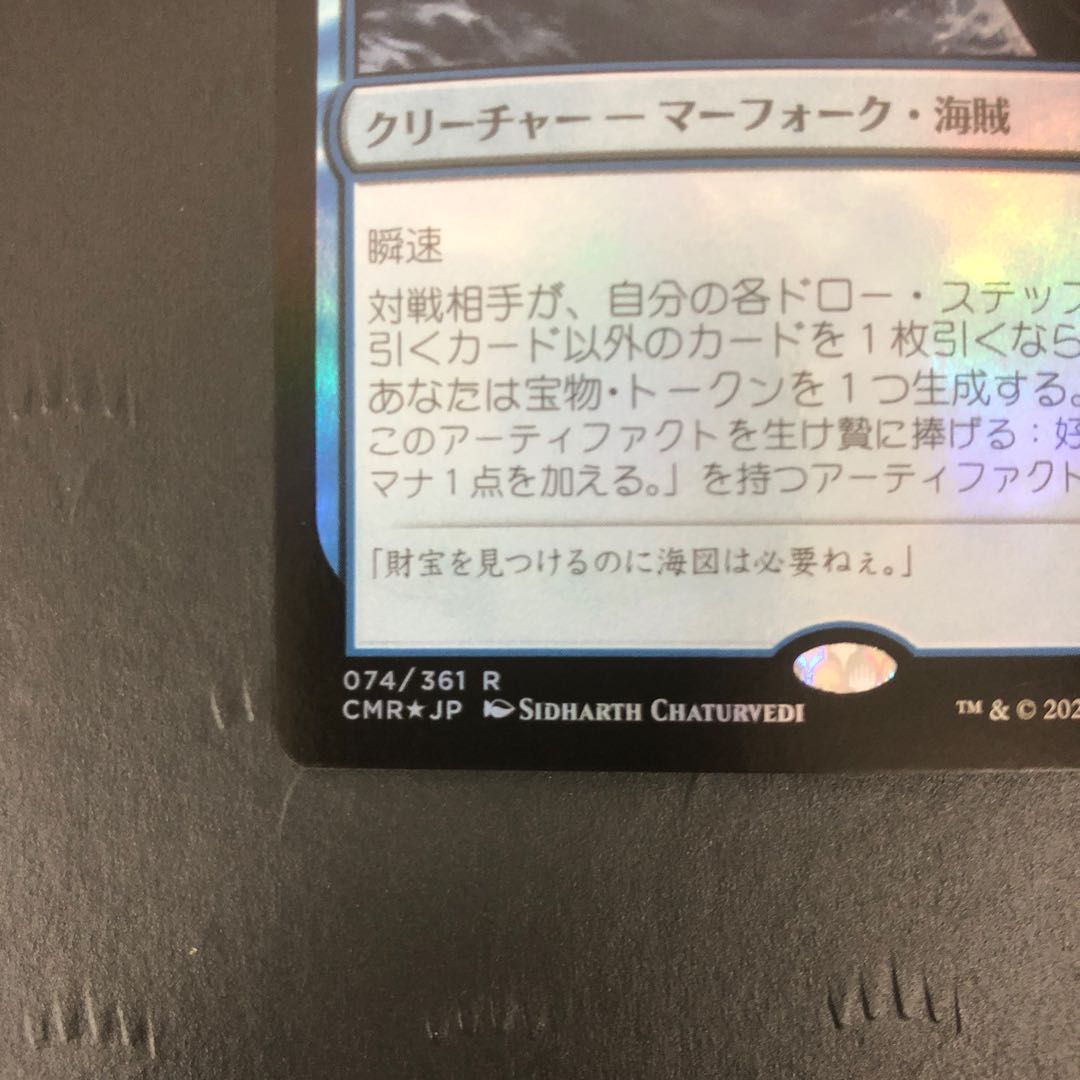 クリーチャー — マーフォーク・海賊
瞬速
対戦相手が、自分の各ドロー・ステップ
引くカード以外のカードを1枚引くなら
あなたは宝物・トークンを1つ生成する。
このアーティファクトを生け贄に捧げる：好
マナ1点を加える。」を持つアーティファクト
「財宝を見つけるのに海図は必要ねぇ。」
074/361 R
CMR★JP SIDHARTH CHATURVEDI
™ & © 202